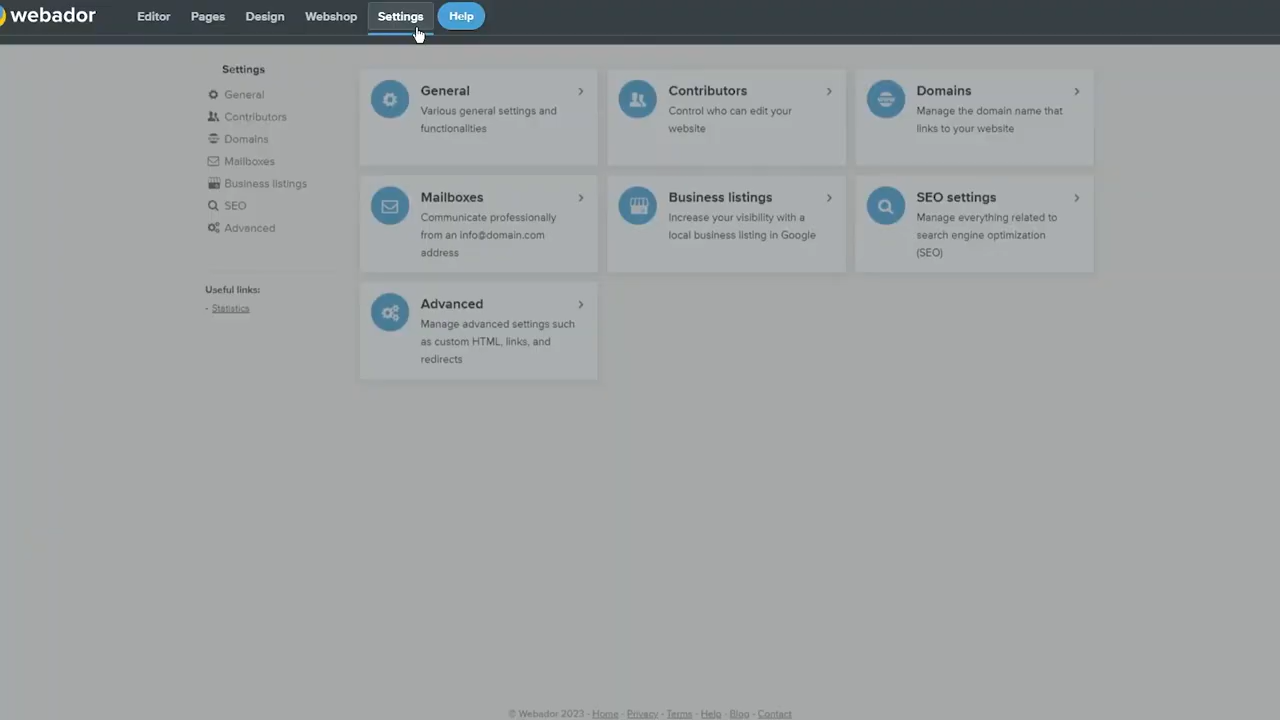 webador
Editor
Pages
Design
Webshop
Settings
Help
Settings
General
Contributors
Domains
Mailboxes
Business listings
SEO
Advanced
Useful links:
- Statistics
General
Various general settings and
functionalities
Contributors
Control who can edit your
website
Domains
Manage the domain name that
links to your website
Mailboxes
Communicate professionally
from an info@domain.com
address
Business listings
Increase your visibility with a
local business listing in Google
SEO settings
Manage everything related to
search engine optimization
(SEO)
Advanced
Manage advanced settings such
as custom HTML, links, and
redirects
© Webador 2023 - Home - Privacy - Terms - Help - Blog - Contact